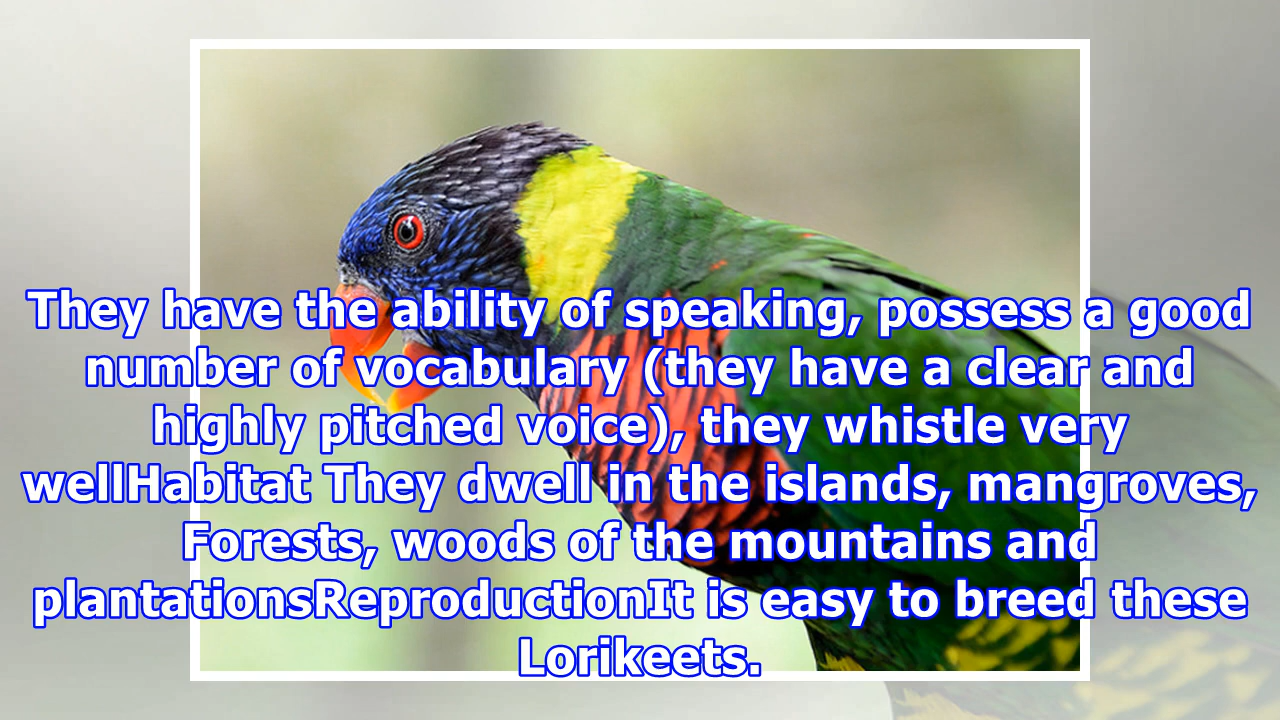 They have the ability of speaking, possess a good
number of vocabulary (they have a clear and
highly pitched voice), they whistle very
wellHabitat They dwell in the islands, mangroves,
Forests, woods of the mountains and
plantationsReproductionIt is easy to breed these
Lorikeets.